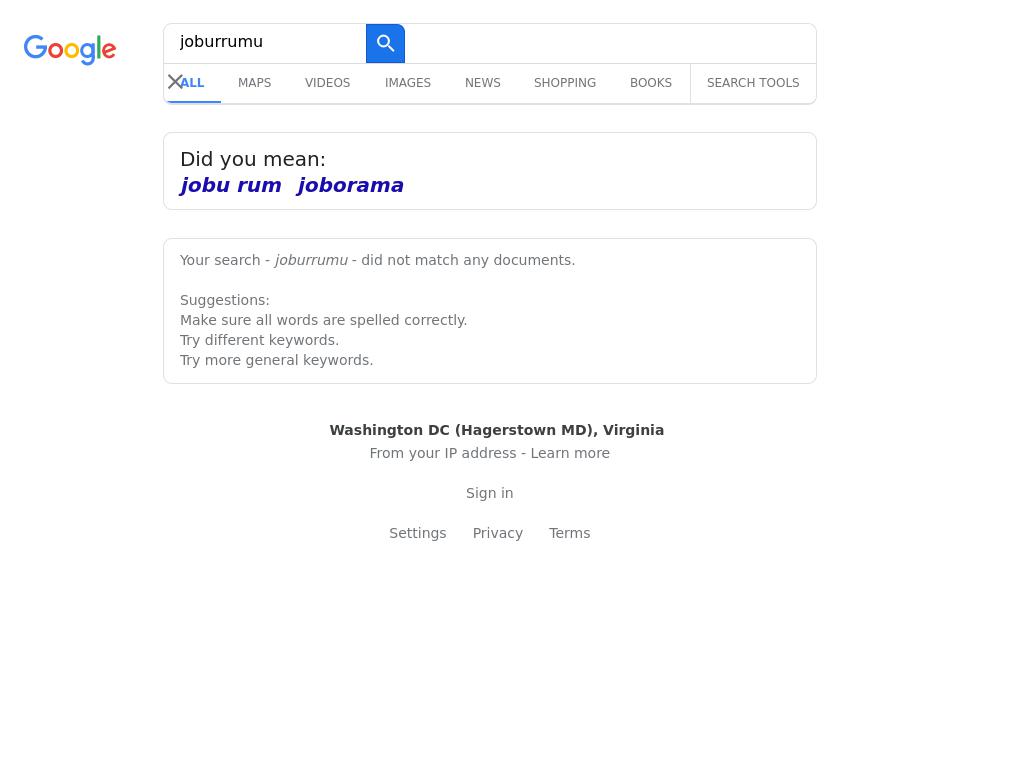 Google
joburrumu
ALL MAPS VIDEOS IMAGES NEWS SHOPPING BOOKS SEARCH TOOLS
Did you mean:
jobu rum joborama
Your search - joburrumu - did not match any documents.
Suggestions:
Make sure all words are spelled correctly.
Try different keywords.
Try more general keywords.
Washington DC (Hagerstown MD), Virginia
From your IP address - Learn more
Sign in
Settings Privacy Terms